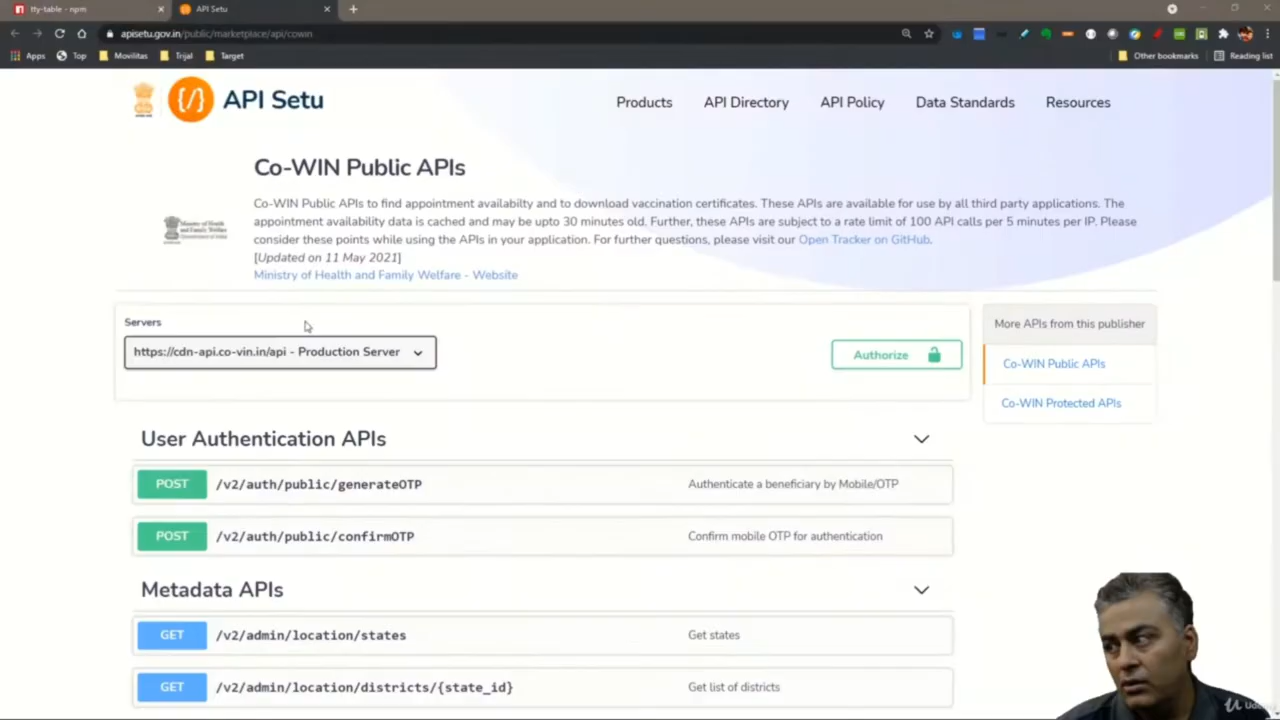 tty-table - npm
API Setu
apisetu.gov.in/public/marketplace/api/cowin
Apps
Top
Movilitas
Trijal
Target
Other bookmarks
Reading list
API Setu
Products
API Directory
API Policy
Data Standards
Resources
Co-WIN Public APIs
Co-WIN Public APIs to find appointment availabilty and to download vaccination certificates. These APIs are available for use by all third party applications. The
appointment availability data is cached and may be upto 30 minutes old. Further, these APIs are subject to a rate limit of 100 API calls per 5 minutes per IP. Please
consider these points while using the APIs in your application. For further questions, please visit our Open Tracker on GitHub.
[Updated on 11 May 2021]
Ministry of Health and Family Welfare - Website
Ministry of Health
and Family Welfare
Government of India
Servers
https://cdn-api.co-vin.in/api - Production Server
Authorize
More APIs from this publisher
Co-WIN Public APIs
Co-WIN Protected APIs
User Authentication APIs
POST /v2/auth/public/generateOTP Authenticate a beneficiary by Mobile/OTP
POST /v2/auth/public/confirmOTP Confirm mobile OTP for authentication
Metadata APIs
GET /v2/admin/location/states Get states
GET /v2/admin/location/districts/{state_id} Get list of districts